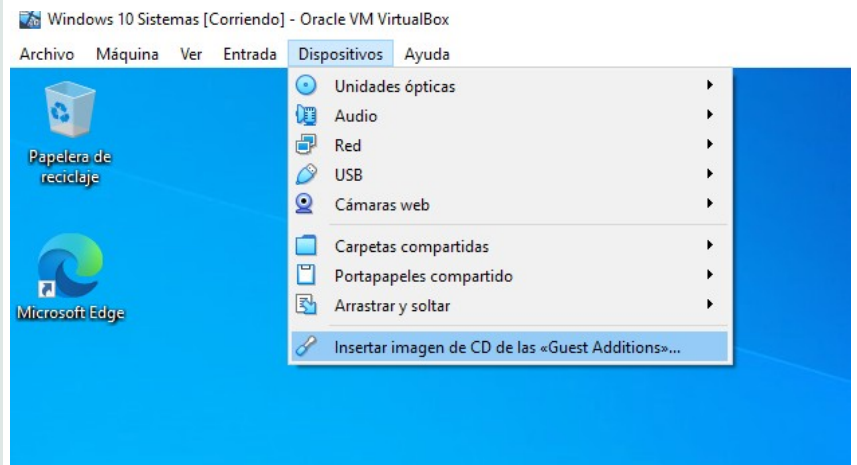 Windows 10 Sistemas [Corriendo] - Oracle VM VirtualBox
Archivo Máquina Ver Entrada Dispositivos Ayuda
Unidades ópticas
Audio
Red
USB
Cámaras web
Carpetas compartidas
Portapapeles compartido
Arrastrar y soltar
Insertar imagen de CD de las «Guest Additions»...
Papelera de
reciclaje
Microsoft Edge